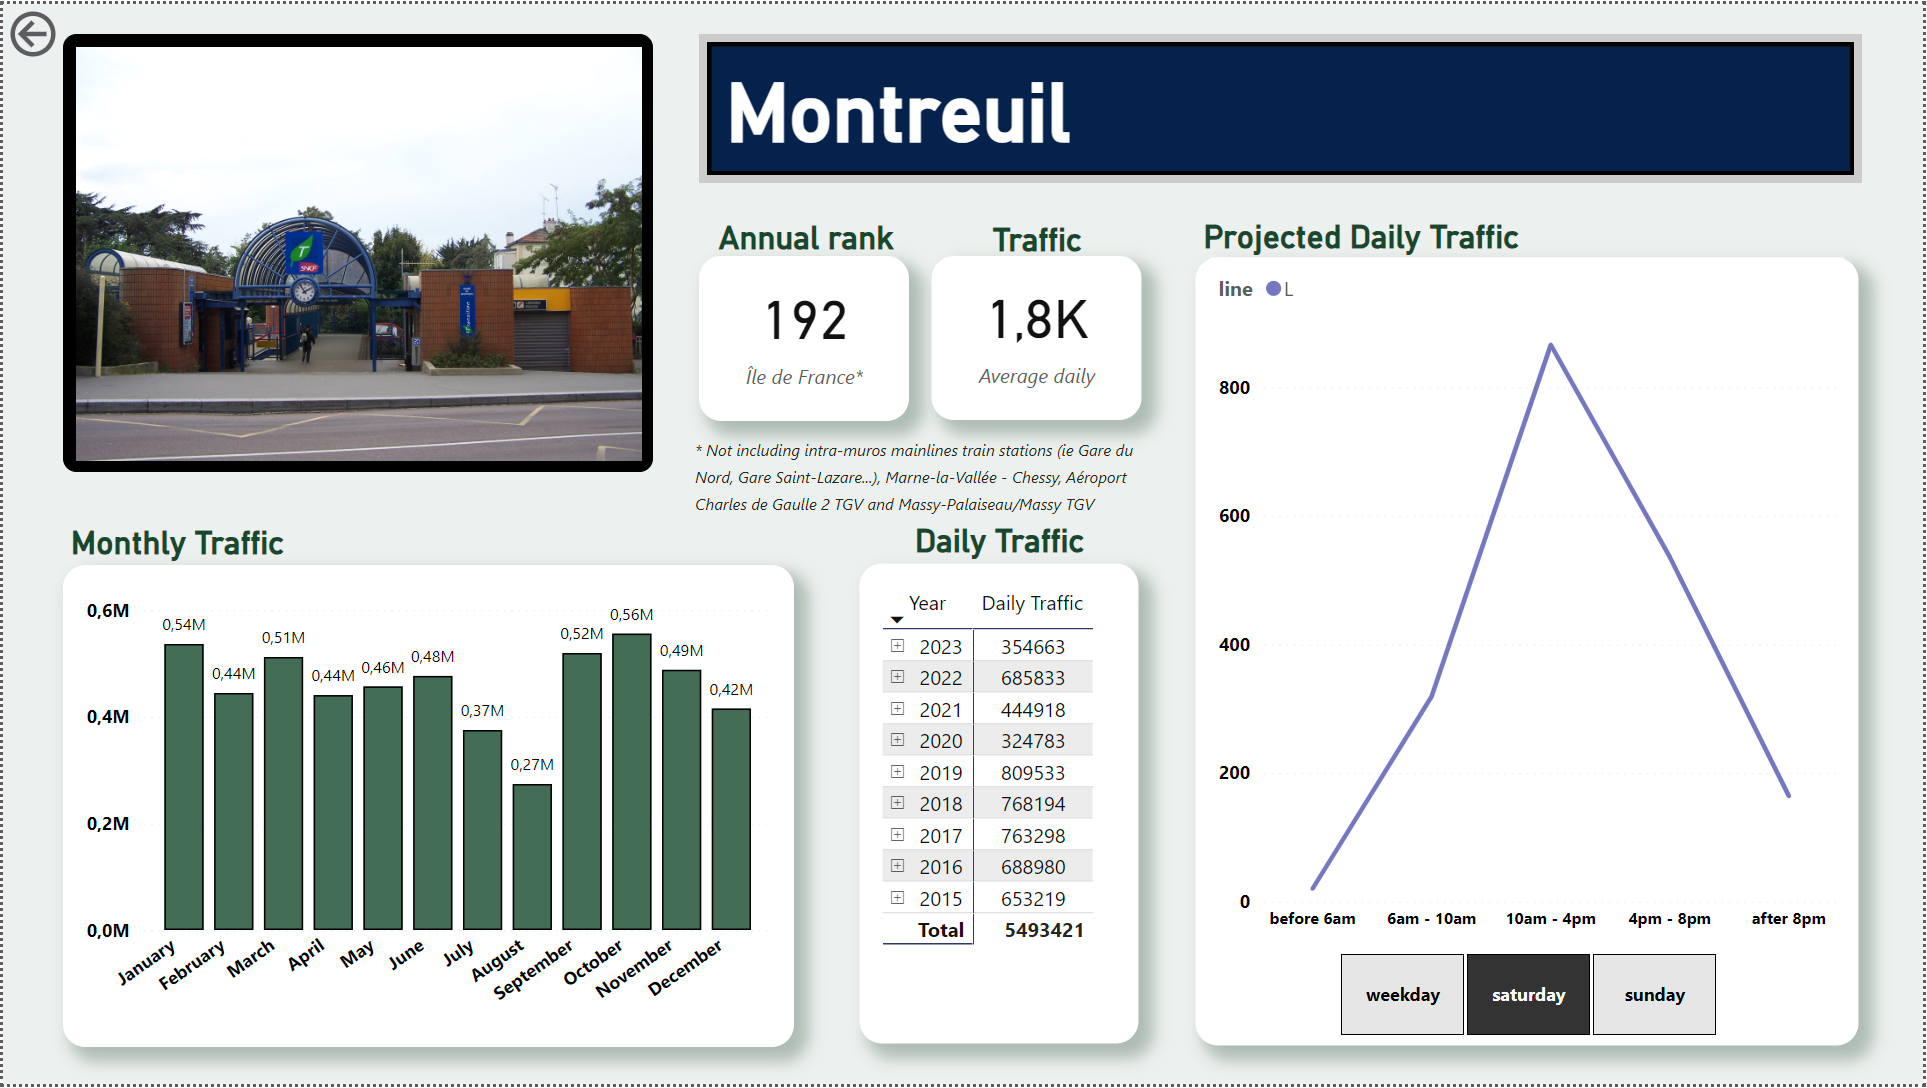 Montreuil
T
SNCF
Annual rank
192
Île de France*
Traffic
1,8K
Average daily
* Not including intra-muros mainlines train stations (ie Gare du
Nord, Gare Saint-Lazare...), Marne-la-Vallée - Chessy, Aéroport
Charles de Gaulle 2 TGV and Massy-Palaiseau/Massy TGV
Projected Daily Traffic
line L
800
600
400
200
0
before 6am 6am - 10am 10am - 4pm 4pm - 8pm after 8pm
weekday saturday sunday
Monthly Traffic
0,6M
0,4M
0,2M
0,0M
0,54M
0,44M
0,51M
0,44M
0,46M
0,48M
0,37M
0,27M
0,52M
0,56M
0,49M
0,42M
January
February
March
April
May
June
July
August
September
October
November
December
Daily Traffic
Year Daily Traffic
2023 354663
2022 685833
2021 444918
2020 324783
2019 809533
2018 768194
2017 763298
2016 688980
2015 653219
Total 5493421